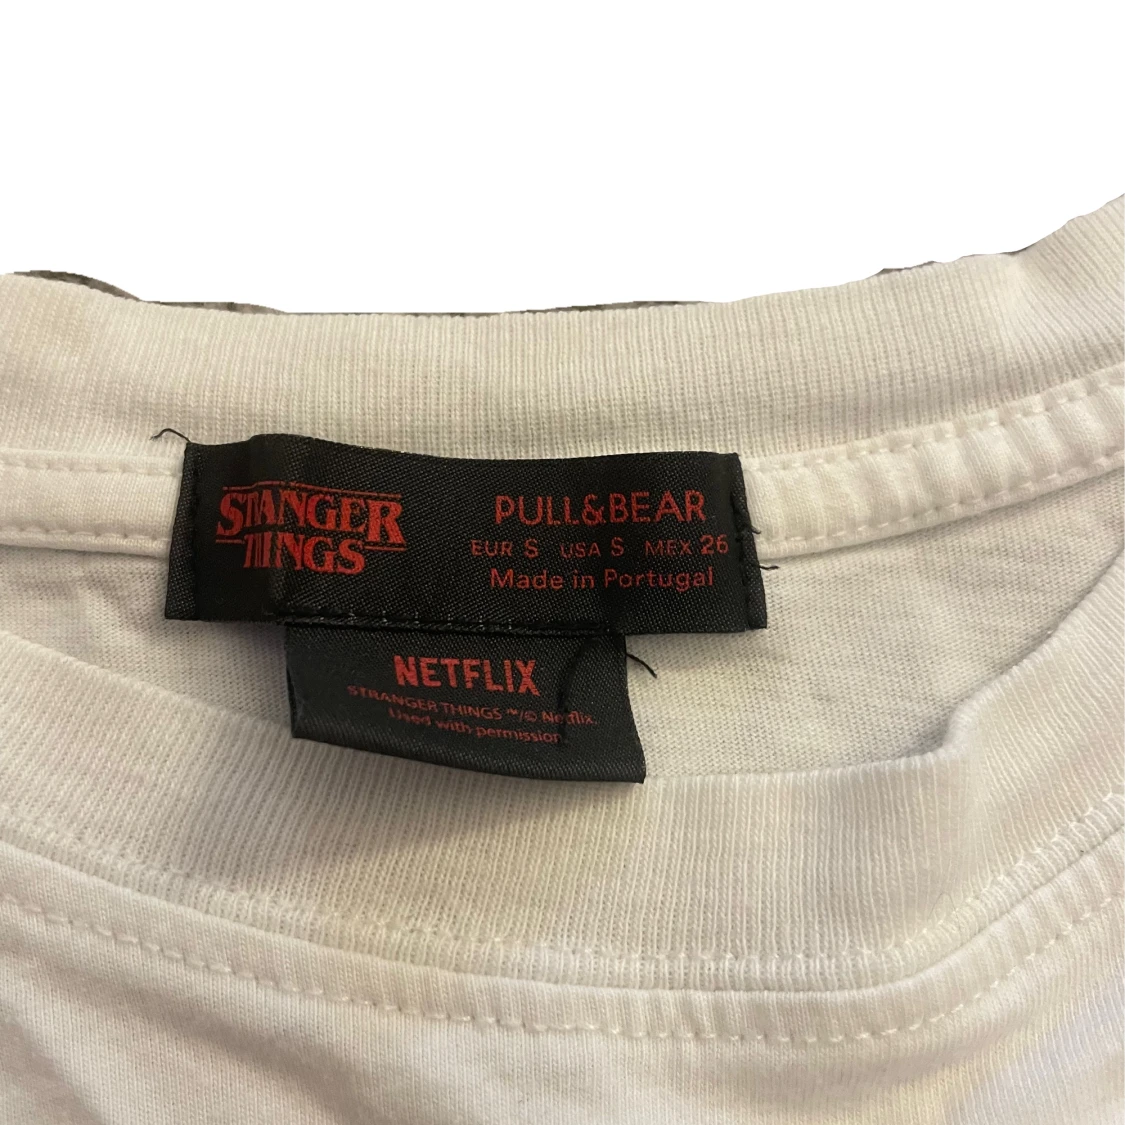 STRANGER
THINGS
PULL&BEAR
EUR S USA S MEX 26
Made in Portugal
NETFLIX
STRANGER THINGS ™/© Netflix.
Used with permission